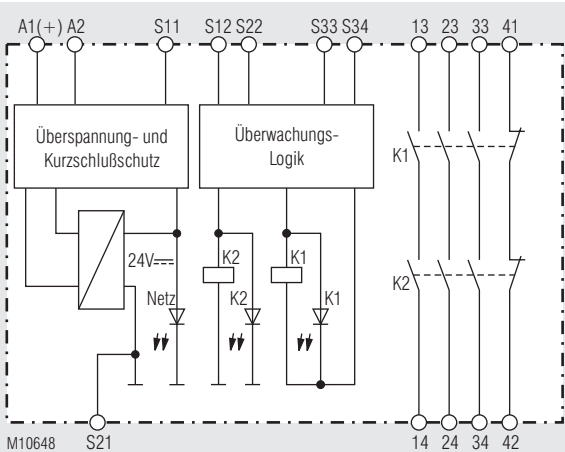 A1(+) A2 S11 S12 S22 S33 S34 13 23 33 41
Überspannung- und
Kurzschlußschutz
Überwachungs-
Logik
K1
24V
K2 K1
K2
Netz K2 K1
M10648 S21 14 24 34 42